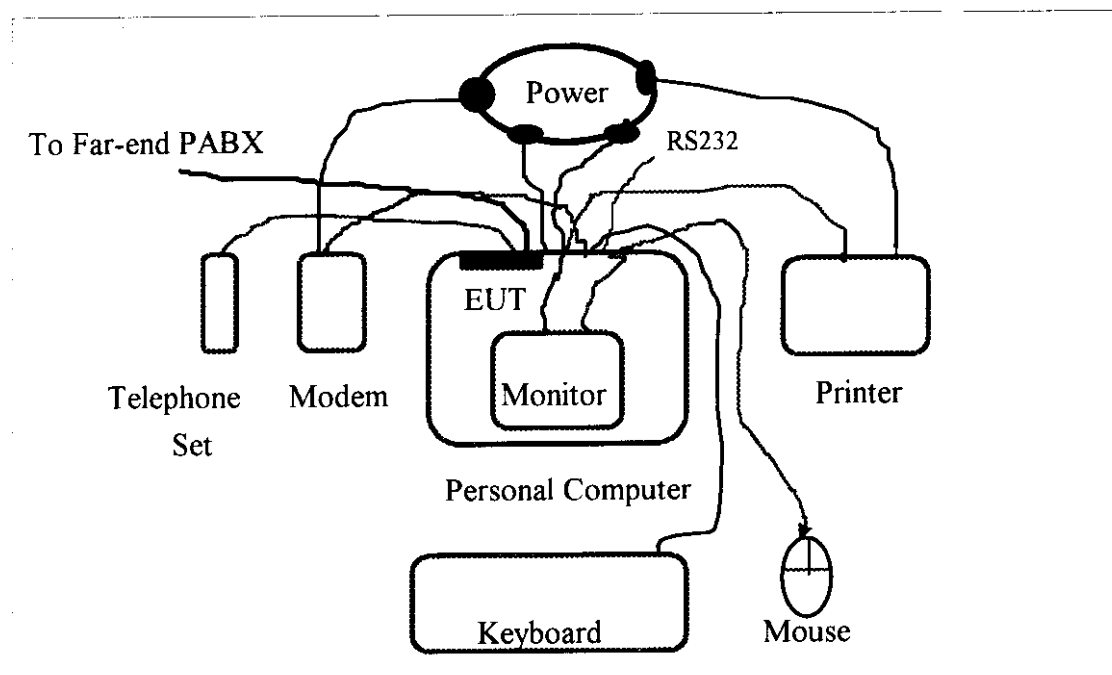 Power
To Far-end PABX
RS232
EUT
Telephone
Set
Modem
Monitor
Printer
Personal Computer
Keyboard
Mouse